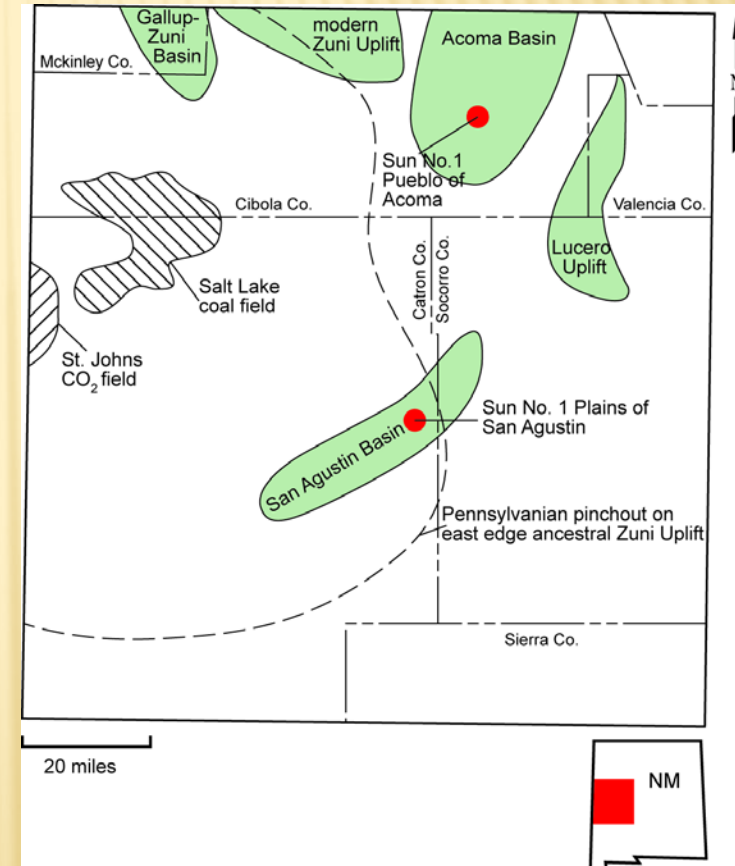 Gallup-
Zuni
Basin
modern
Zuni Uplift
Acoma Basin
Mckinley Co.
Sun No.1
Pueblo of
Acoma
Cibola Co.
Valencia Co.
Lucero
Uplift
Catron Co.
Socorro Co.
Salt Lake
coal field
St. Johns
CO₂ field
Sun No. 1 Plains of
San Agustin
San Agustin Basin
Pennsylvanian pinchout on
east edge ancestral Zuni Uplift
Sierra Co.
20 miles
NM